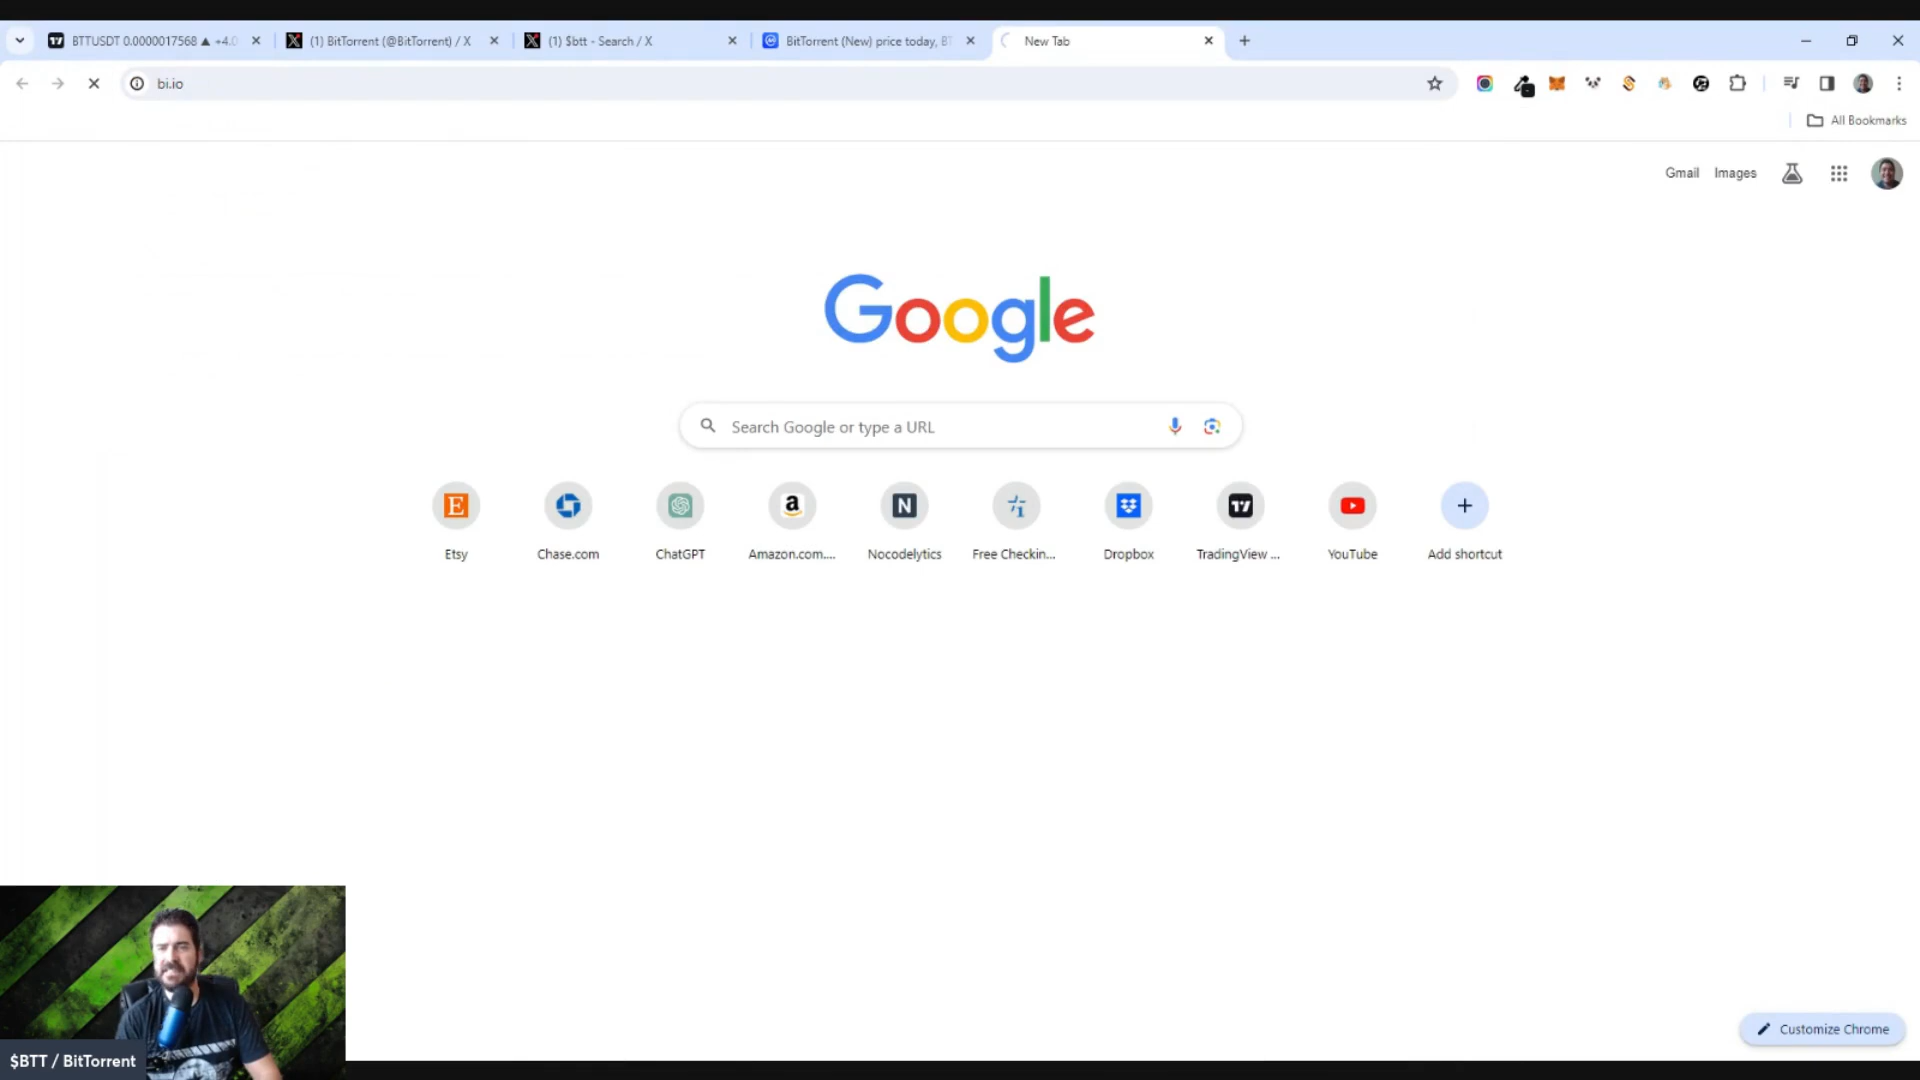 BTTUSDT 0.0000017568 ▲ +4.0
(1) BitTorrent (@BitTorrent) / X
(1) $btt - Search / X
BitTorrent (New) price today, BT
New Tab
bi.io
All Bookmarks
Gmail
Images
Google
Search Google or type a URL
Etsy
Chase.com
ChatGPT
Amazon.com....
Nocodelytics
Free Checkin...
Dropbox
TradingView ...
YouTube
Add shortcut
Customize Chrome
$BTT / BitTorrent